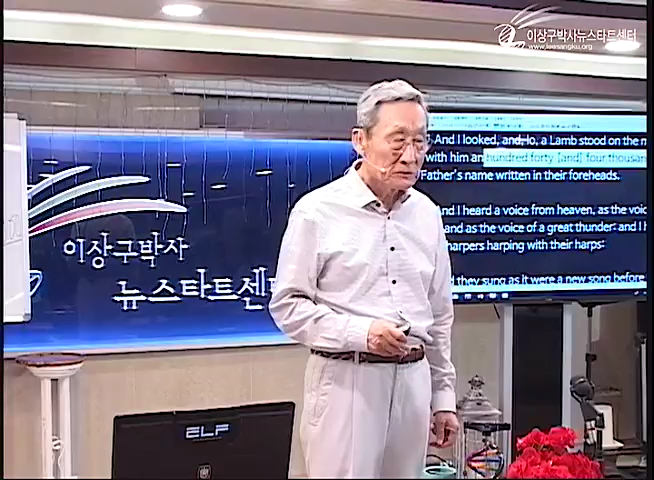 이상구박사뉴스타트센터
www.leesangku.org
And I looked, and, lo, a Lamb stood on the
with him an hundred forty [and] four thousan
Father's name written in their foreheads.
And I heard a voice from heaven, as the voic
and as the voice of a great thunder: and I
harpers harping with their harps:
they sung as it were a new song before
이상구박사
뉴스타트센
ELF